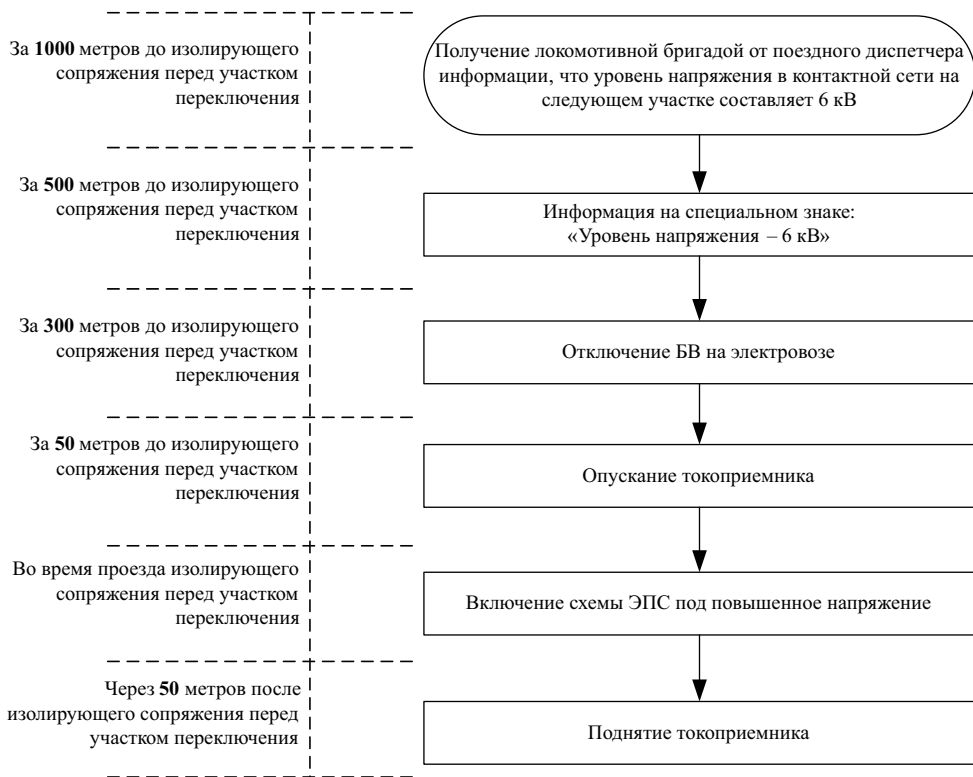 За 1000 метров до изолирующего
сопряжения перед участком
переключения
Получение локомотивной бригадой от поездного диспетчера
информации, что уровень напряжения в контактной сети на
следующем участке составляет 6 кВ
За 500 метров до изолирующего
сопряжения перед участком
переключения
Информация на специальном знаке:
«Уровень напряжения – 6 кВ»
За 300 метров до изолирующего
сопряжения перед участком
переключения
Отключение БВ на электровозе
За 50 метров до изолирующего
сопряжения перед участком
переключения
Опускание токоприемника
Во время проезда изолирующего
сопряжения перед участком
переключения
Включение схемы ЭПС под повышенное напряжение
Через 50 метров после
изолирующего сопряжения перед
участком переключения
Поднятие токоприемника